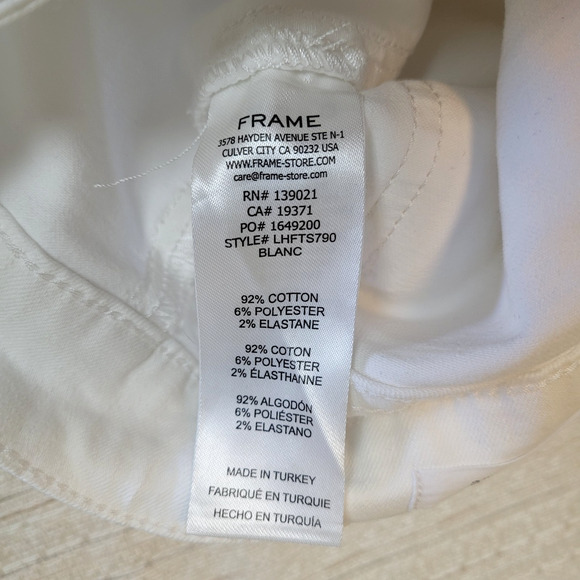 FRAME
3578 HAYDEN AVENUE STE N-1
CULVER CITY CA 90232 USA
WWW.FRAME-STORE.COM
care@frame-store.com
RN# 139021
CA# 19371
PO# 1649200
STYLE# LHFTS790
BLANC
92% COTTON
6% POLYESTER
2% ELASTANE
92% COTON
6% POLYESTER
2% ÉLASTHANNE
92% ALGODÓN
6% POLIÉSTER
2% ELASTANO
MADE IN TURKEY
FABRIQUÉ EN TURQUIE
HECHO EN TURQUÍA